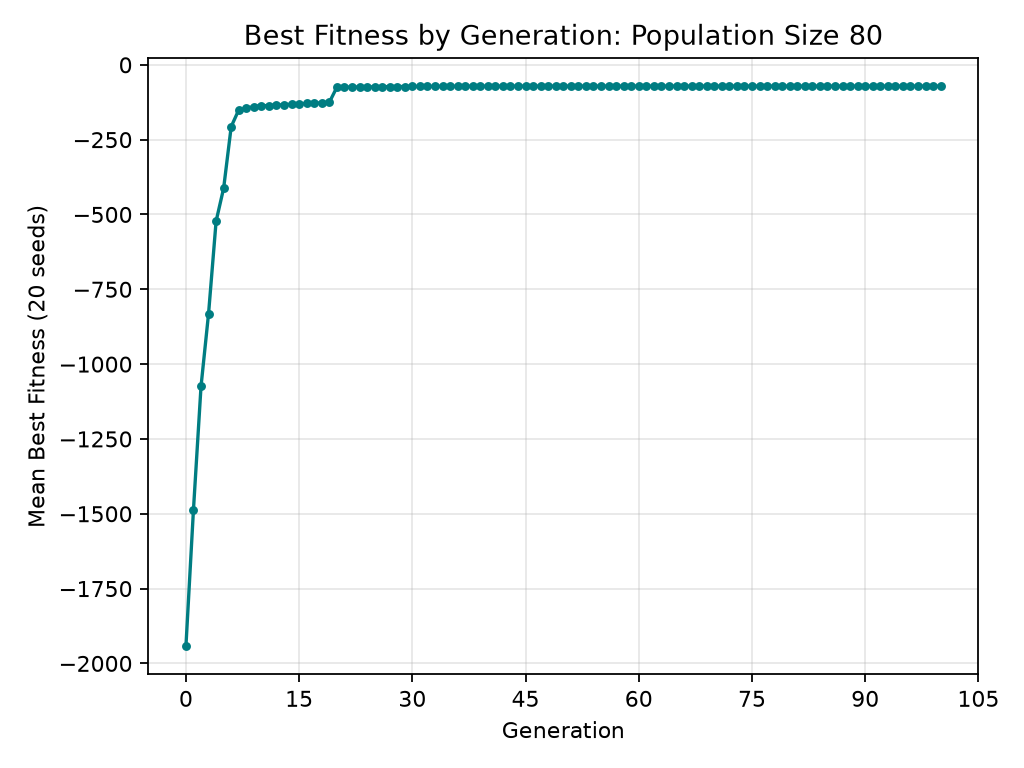 Best Fitness by Generation: Population Size 80
Mean Best Fitness (20 seeds)
0
−250
−500
−750
−1000
−1250
−1500
−1750
−2000
0 15 30 45 60 75 90 105
Generation